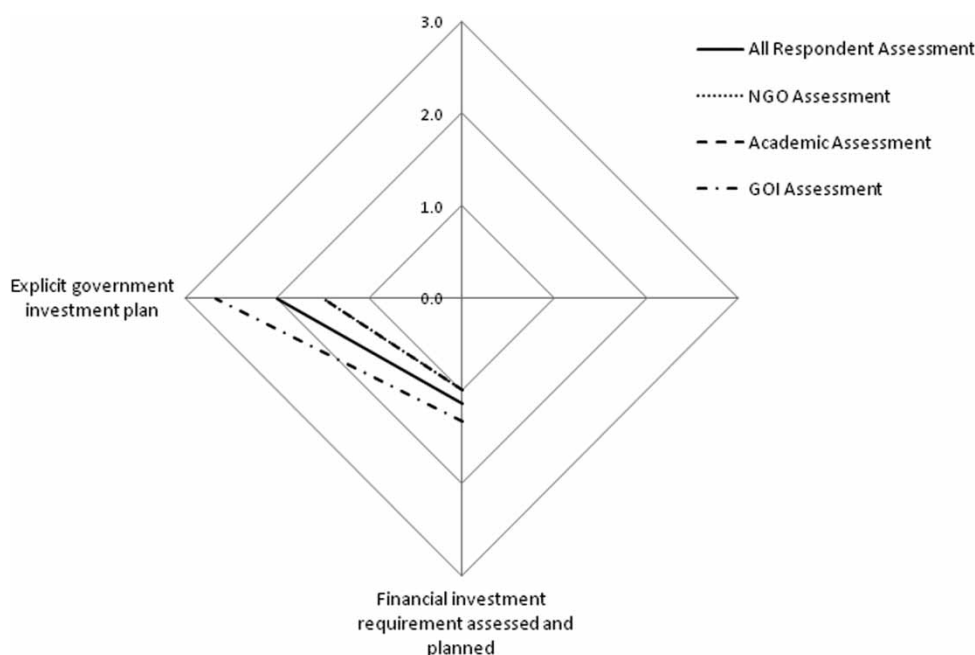 3.0
2.0
1.0
0.0
All Respondent Assessment
NGO Assessment
Academic Assessment
GOI Assessment
Explicit government
investment plan
Financial investment
requirement assessed and
planned